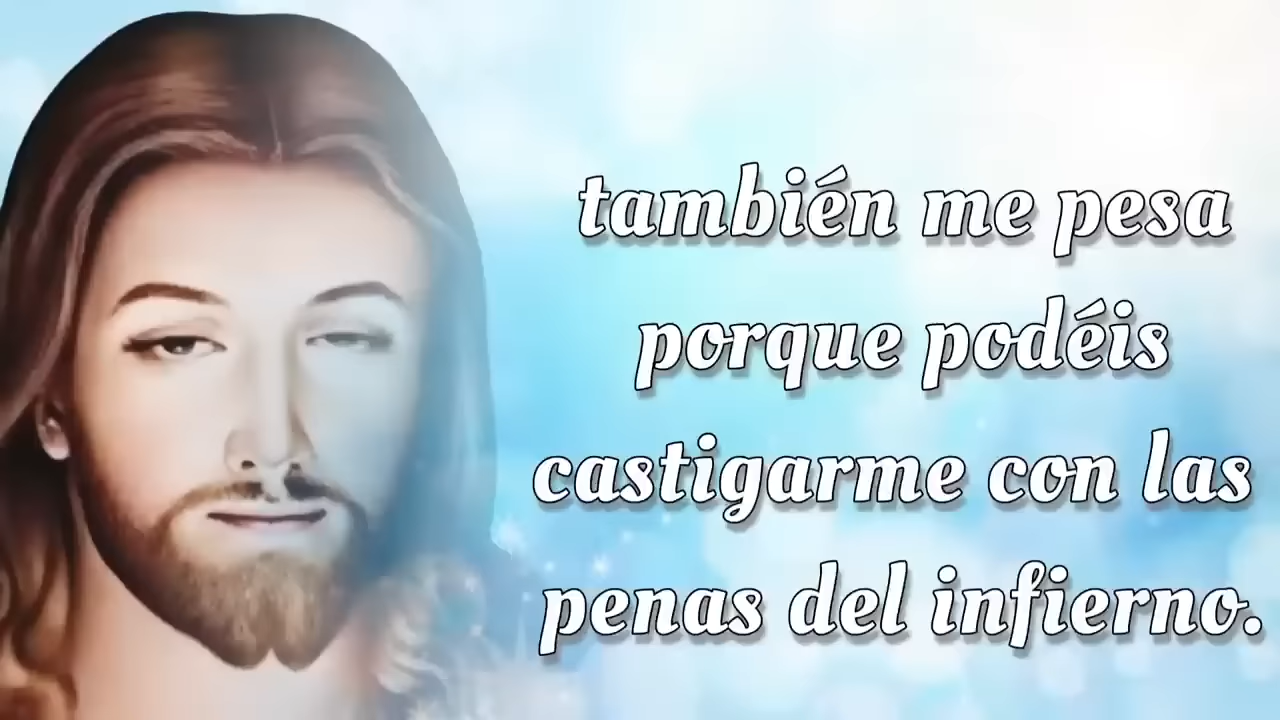 también me pesa
porque podéis
castigarme con las
penas del infierno.